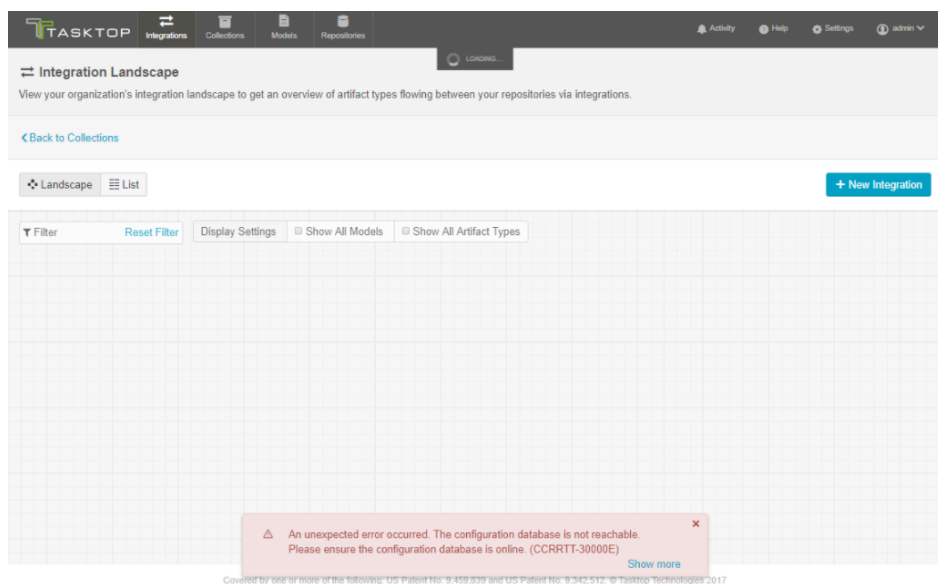 TASKTOP
Integrations Collections Models Repositories
Activity Help Settings admin
LOADING...
Integration Landscape
View your organization's integration landscape to get an overview of artifact types flowing between your repositories via integrations.
Back to Collections
Landscape List
+ New Integration
Filter Reset Filter Display Settings Show All Models Show All Artifact Types
An unexpected error occurred. The configuration database is not reachable.
Please ensure the configuration database is online. (CCRRTT-30000E)
Show more
Covered by one or more of the following: US Patent No. 9,459,839 and US Patent No. 9,342,512. © Tasktop Technologies 2017